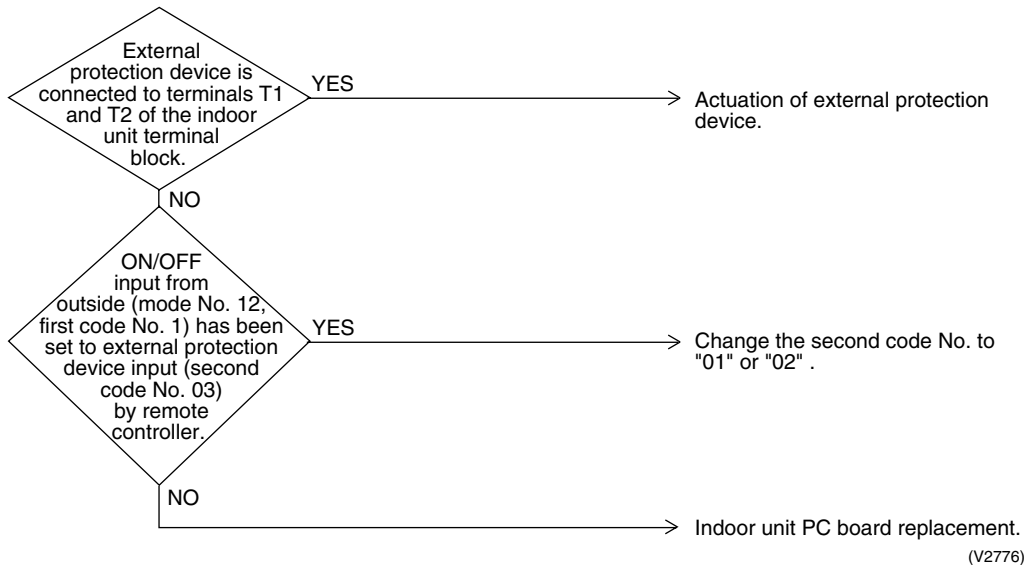 External
protection device is
connected to terminals T1
and T2 of the indoor
unit terminal
block.
YES
Actuation of external protection
device.
NO
ON/OFF
input from
outside (mode No. 12,
first code No. 1) has been
set to external protection
device input (second
code No. 03)
by remote
controller.
YES
Change the second code No. to
"01" or "02" .
NO
Indoor unit PC board replacement.
(V2776)